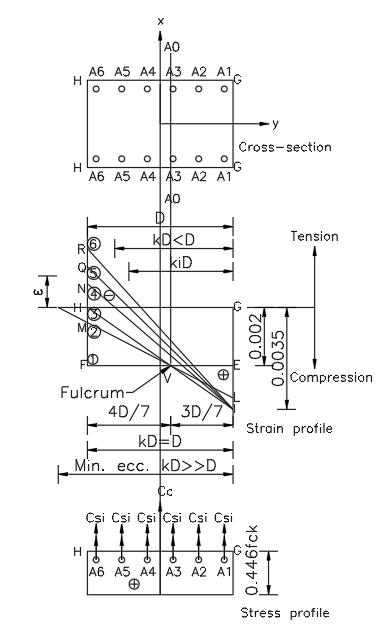 x
A0
H A6 A5 A4 A3 A2 A1 G
y
Cross-section
H A6 A5 A4 A3 A2 A1 G
A0
D
R 6 kD<D Tension
Q 5 kiD
N 4
ε H 3 G
M 2 0.002 0.0035
F 1 V E
Compression
Fulcrum L
4D/7 3D/7 Strain profile
kD=D
Min. ecc. kD>>D
Cc
Csi Csi Csi Csi Csi Csi
H G
A6 A5 A4 A3 A2 A1 0.446fck
Stress profile